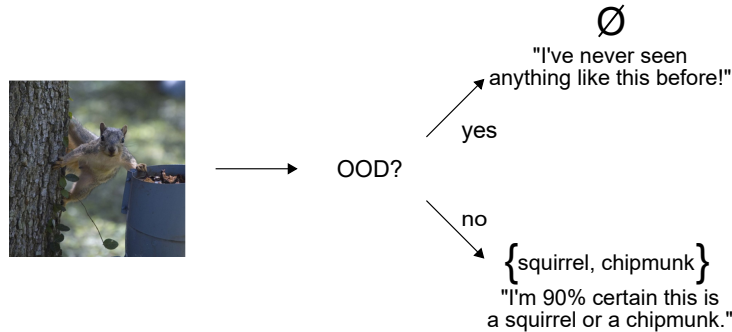 Ø
"I've never seen
anything like this before!"
yes
OOD?
no
{squirrel, chipmunk}
"I'm 90% certain this is
a squirrel or a chipmunk."